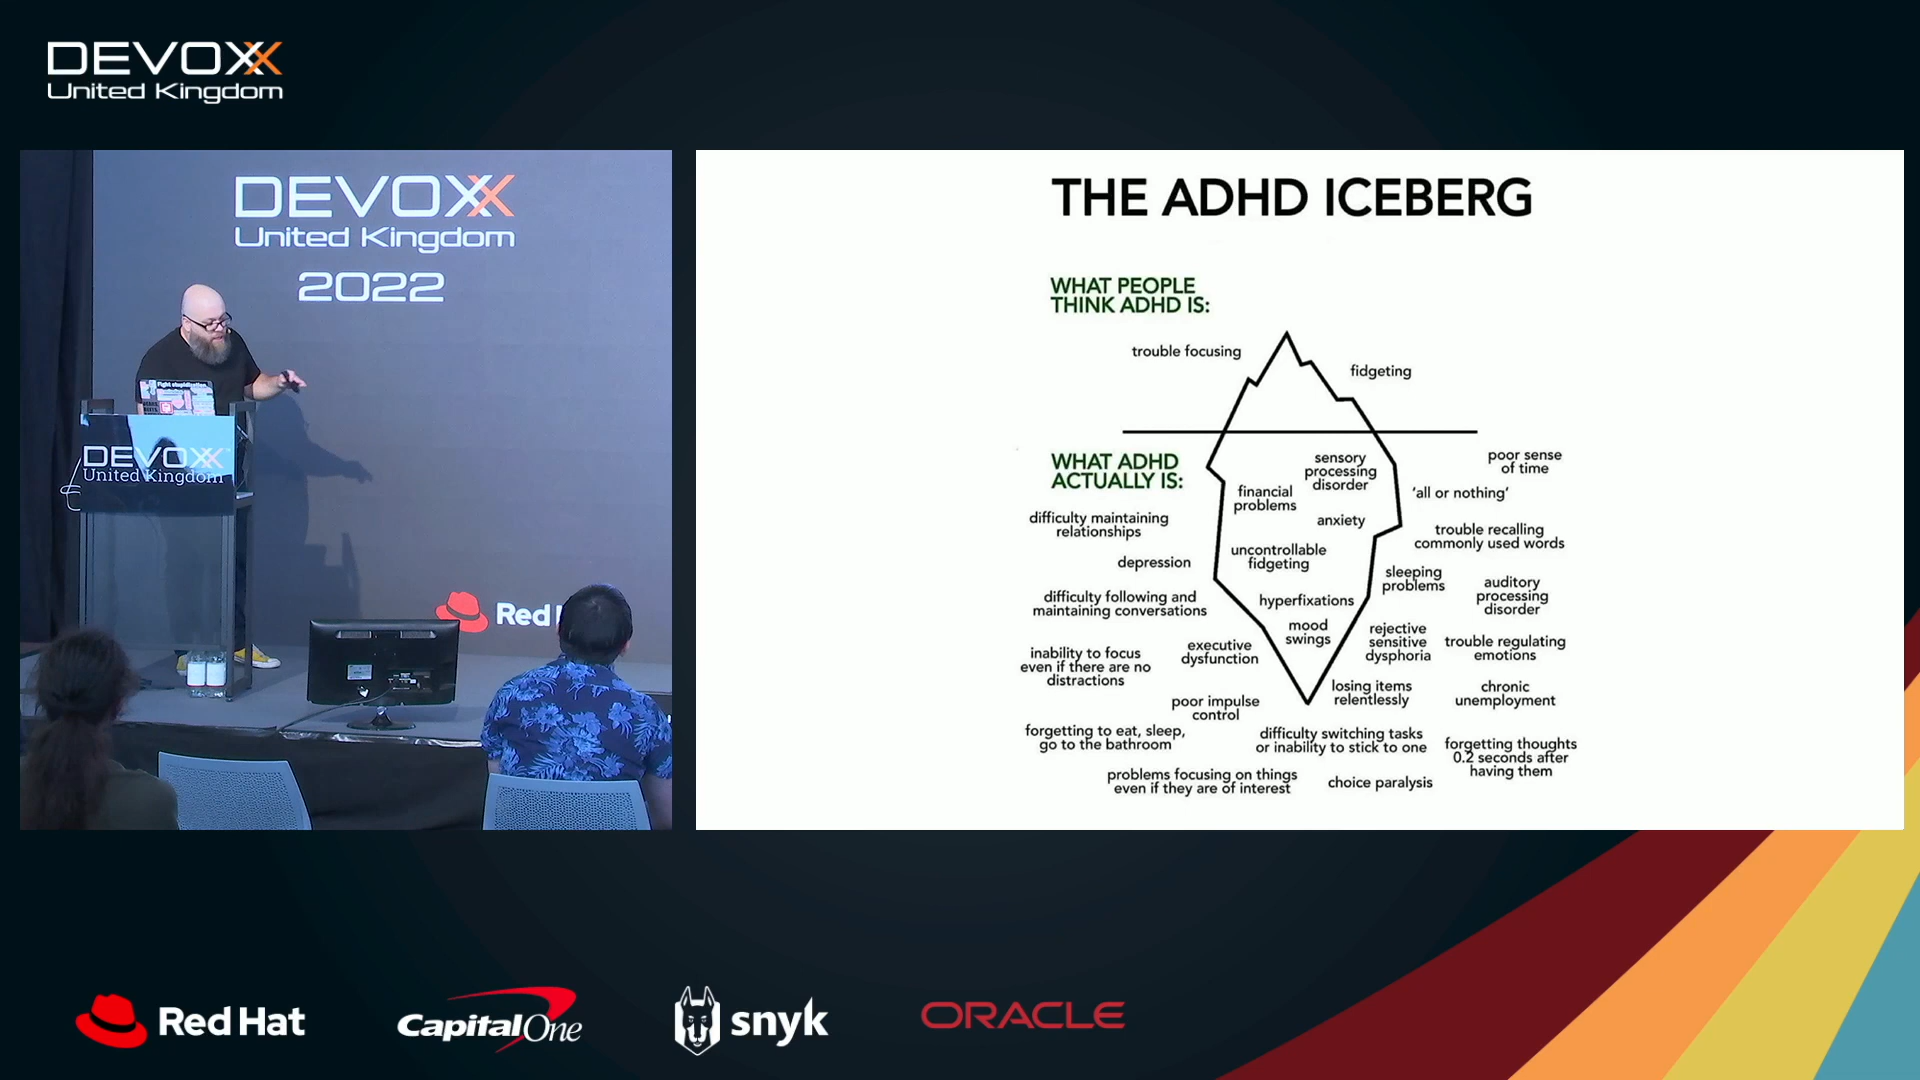 DEVOXX
United Kingdom
DEVOXX
United Kingdom
2022
Fight stupidication
DEVOXX
United Kingdom
Red
THE ADHD ICEBERG
WHAT PEOPLE
THINK ADHD IS:
trouble focusing
fidgeting
WHAT ADHD
ACTUALLY IS:
sensory
processing
disorder
poor sense
of time
financial
problems
'all or nothing'
difficulty maintaining
relationships
anxiety
trouble recalling
commonly used words
depression
uncontrollable
fidgeting
sleeping
problems
auditory
processing
disorder
difficulty following and
maintaining conversations
hyperfixations
mood
swings
rejective
sensitive
dysphoria
trouble regulating
emotions
inability to focus
even if there are no
distractions
executive
dysfunction
losing items
relentlessly
chronic
unemployment
poor impulse
control
forgetting to eat, sleep,
go to the bathroom
difficulty switching tasks
or inability to stick to one
forgetting thoughts
0.2 seconds after
having them
problems focusing on things
even if they are of interest
choice paralysis
Red Hat
Capital One
snyk
ORACLE